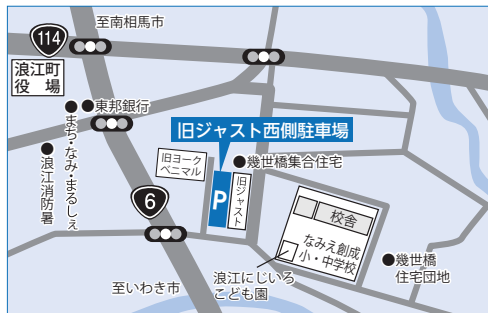 至南相馬市
114
浪江町
役場
●東邦銀行
●まち・なみ・まるしぇ
●浪江消防署
旧ジャスト西側駐車場
旧ヨーク
ベニマル
P
旧ジャスト
●幾世橋集合住宅
6
校舎
なみえ創成
小・中学校
浪江にじいろ
こども園
●幾世橋
住宅団地
至いわき市